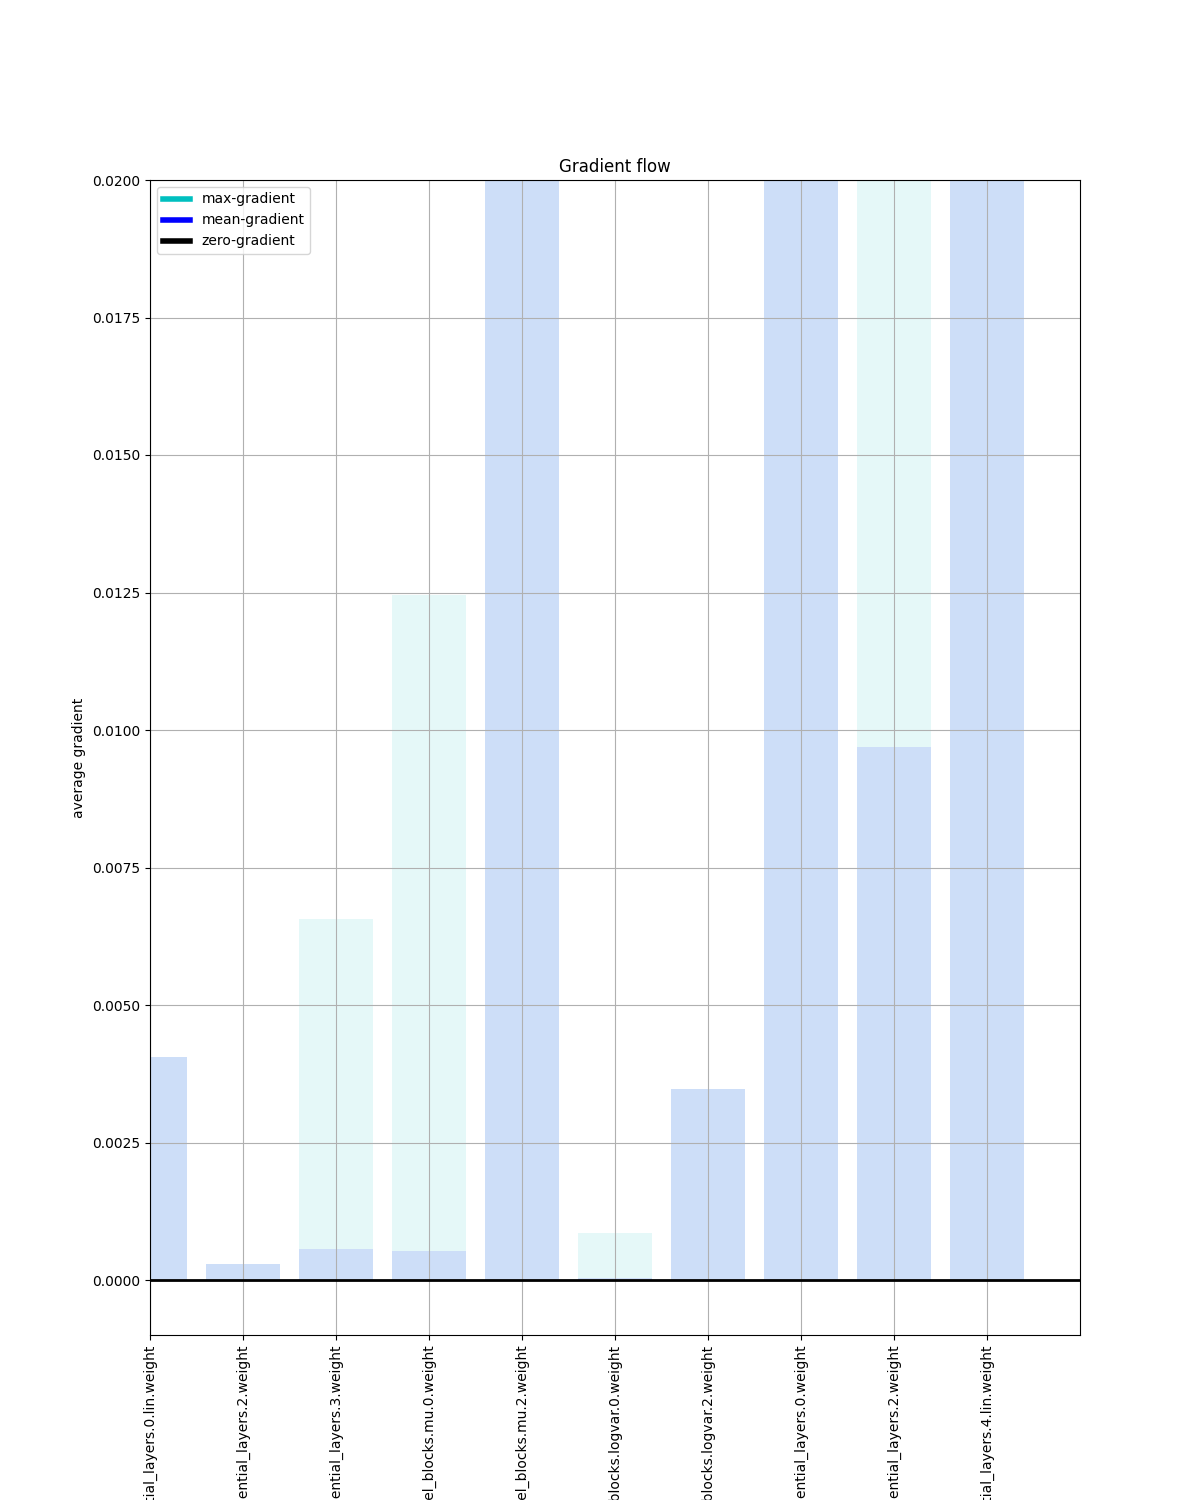 Gradient flow
max-gradient
mean-gradient
zero-gradient
0.0200
0.0175
0.0150
0.0125
0.0100
0.0075
0.0050
0.0025
0.0000
average gradient
tial_layers.0.lin.weight
ential_layers.2.weight
ential_layers.3.weight
el_blocks.mu.0.weight
el_blocks.mu.2.weight
blocks.logvar.0.weight
blocks.logvar.2.weight
ential_layers.0.weight
ential_layers.2.weight
tial_layers.4.lin.weight